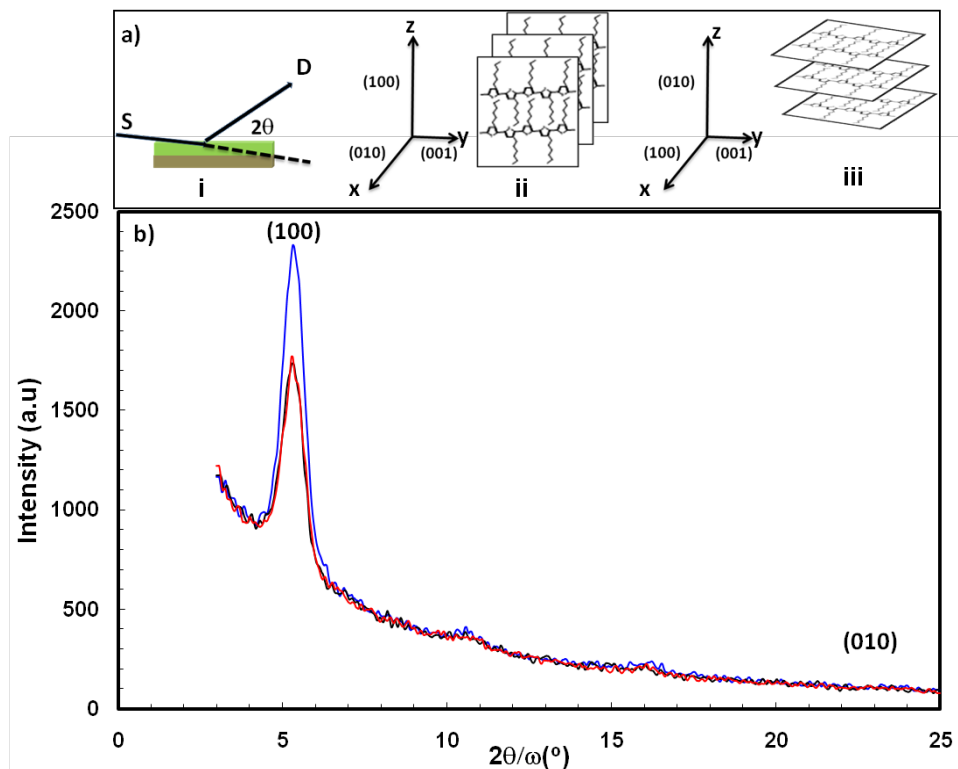 a)
S
D
2θ
i
z
(100)
y
(010)
(001)
x
ii
z
(010)
y
(100)
(001)
x
iii
b)
(100)
(010)
2500
2000
1500
1000
500
0
Intensity (a.u)
0 5 10 15 20 25
2θ/ω(º)